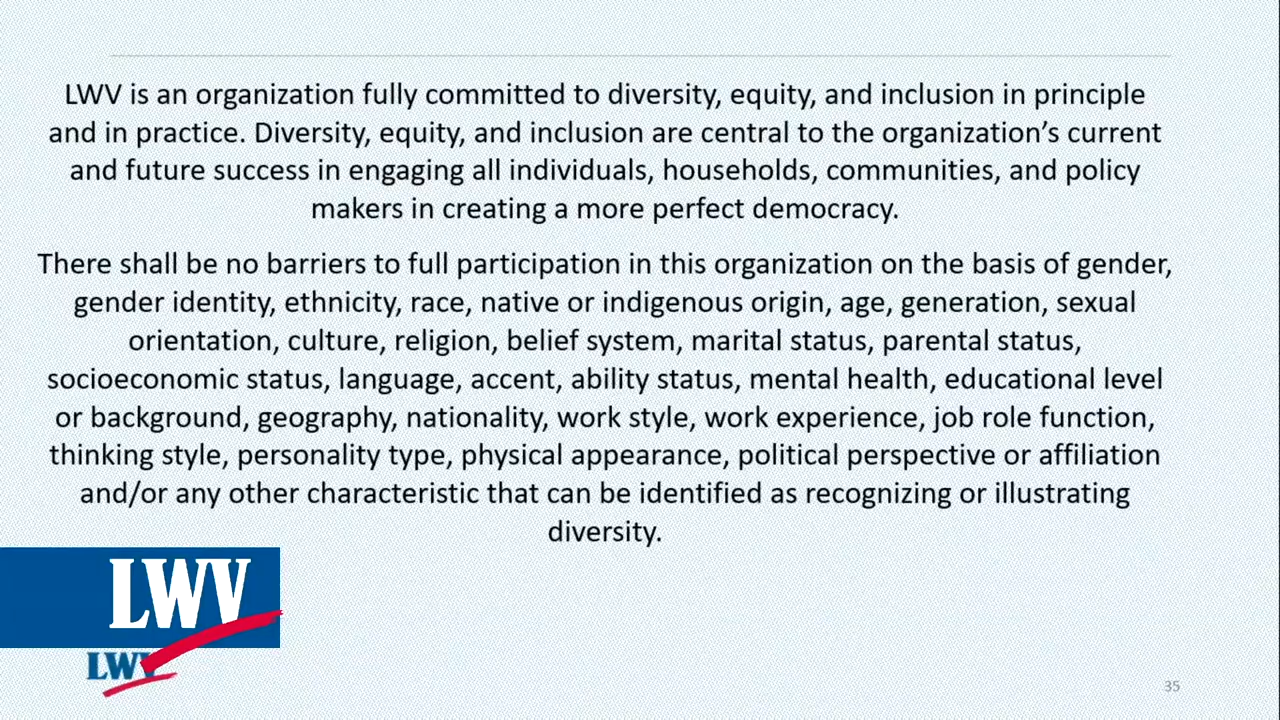 LWV is an organization fully committed to diversity, equity, and inclusion in principle
and in practice. Diversity, equity, and inclusion are central to the organization’s current
and future success in engaging all individuals, households, communities, and policy
makers in creating a more perfect democracy.
There shall be no barriers to full participation in this organization on the basis of gender,
gender identity, ethnicity, race, native or indigenous origin, age, generation, sexual
orientation, culture, religion, belief system, marital status, parental status,
socioeconomic status, language, accent, ability status, mental health, educational level
or background, geography, nationality, work style, work experience, job role function,
thinking style, personality type, physical appearance, political perspective or affiliation
and/or any other characteristic that can be identified as recognizing or illustrating
diversity.
LWV
LWV
35